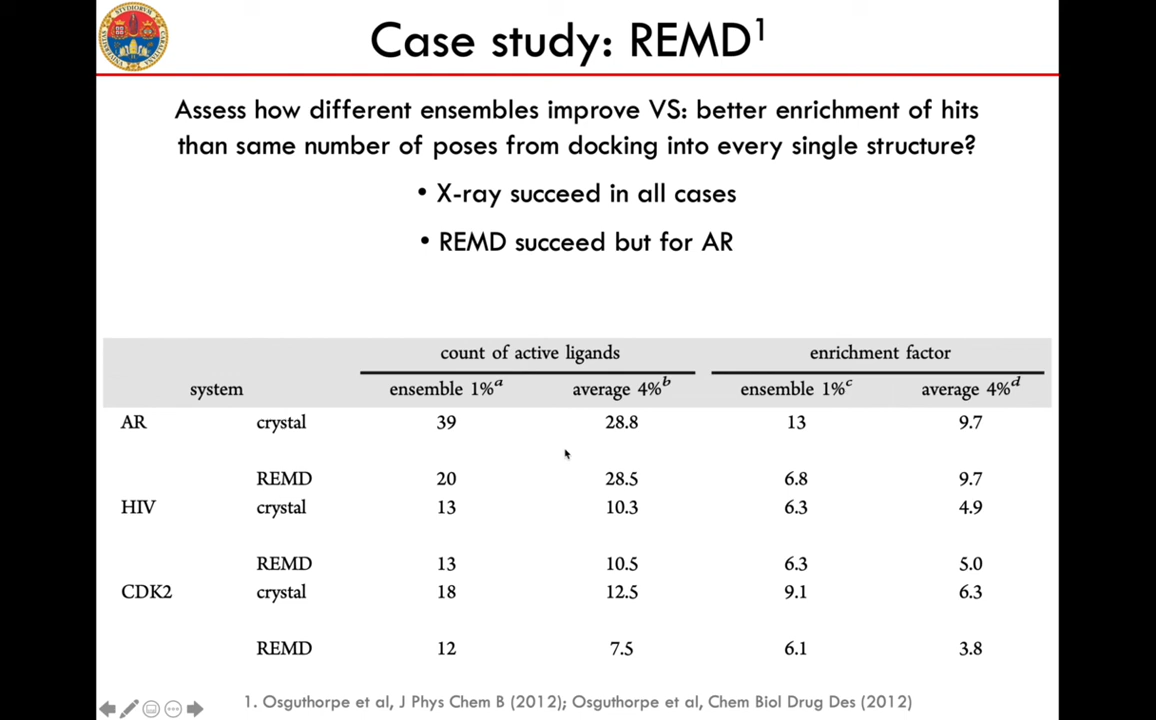 Case study: REMD1
Assess how different ensembles improve VS: better enrichment of hits
than same number of poses from docking into every single structure?
• X-ray succeed in all cases
• REMD succeed but for AR
count of active ligands enrichment factor
system ensemble 1%a average 4%b ensemble 1%c average 4%d
AR crystal 39 28.8 13 9.7
REMD 20 28.5 6.8 9.7
HIV crystal 13 10.3 6.3 4.9
REMD 13 10.5 6.3 5.0
CDK2 crystal 18 12.5 9.1 6.3
REMD 12 7.5 6.1 3.8
1. Osguthorpe et al, J Phys Chem B (2012); Osguthorpe et al, Chem Biol Drug Des (2012)